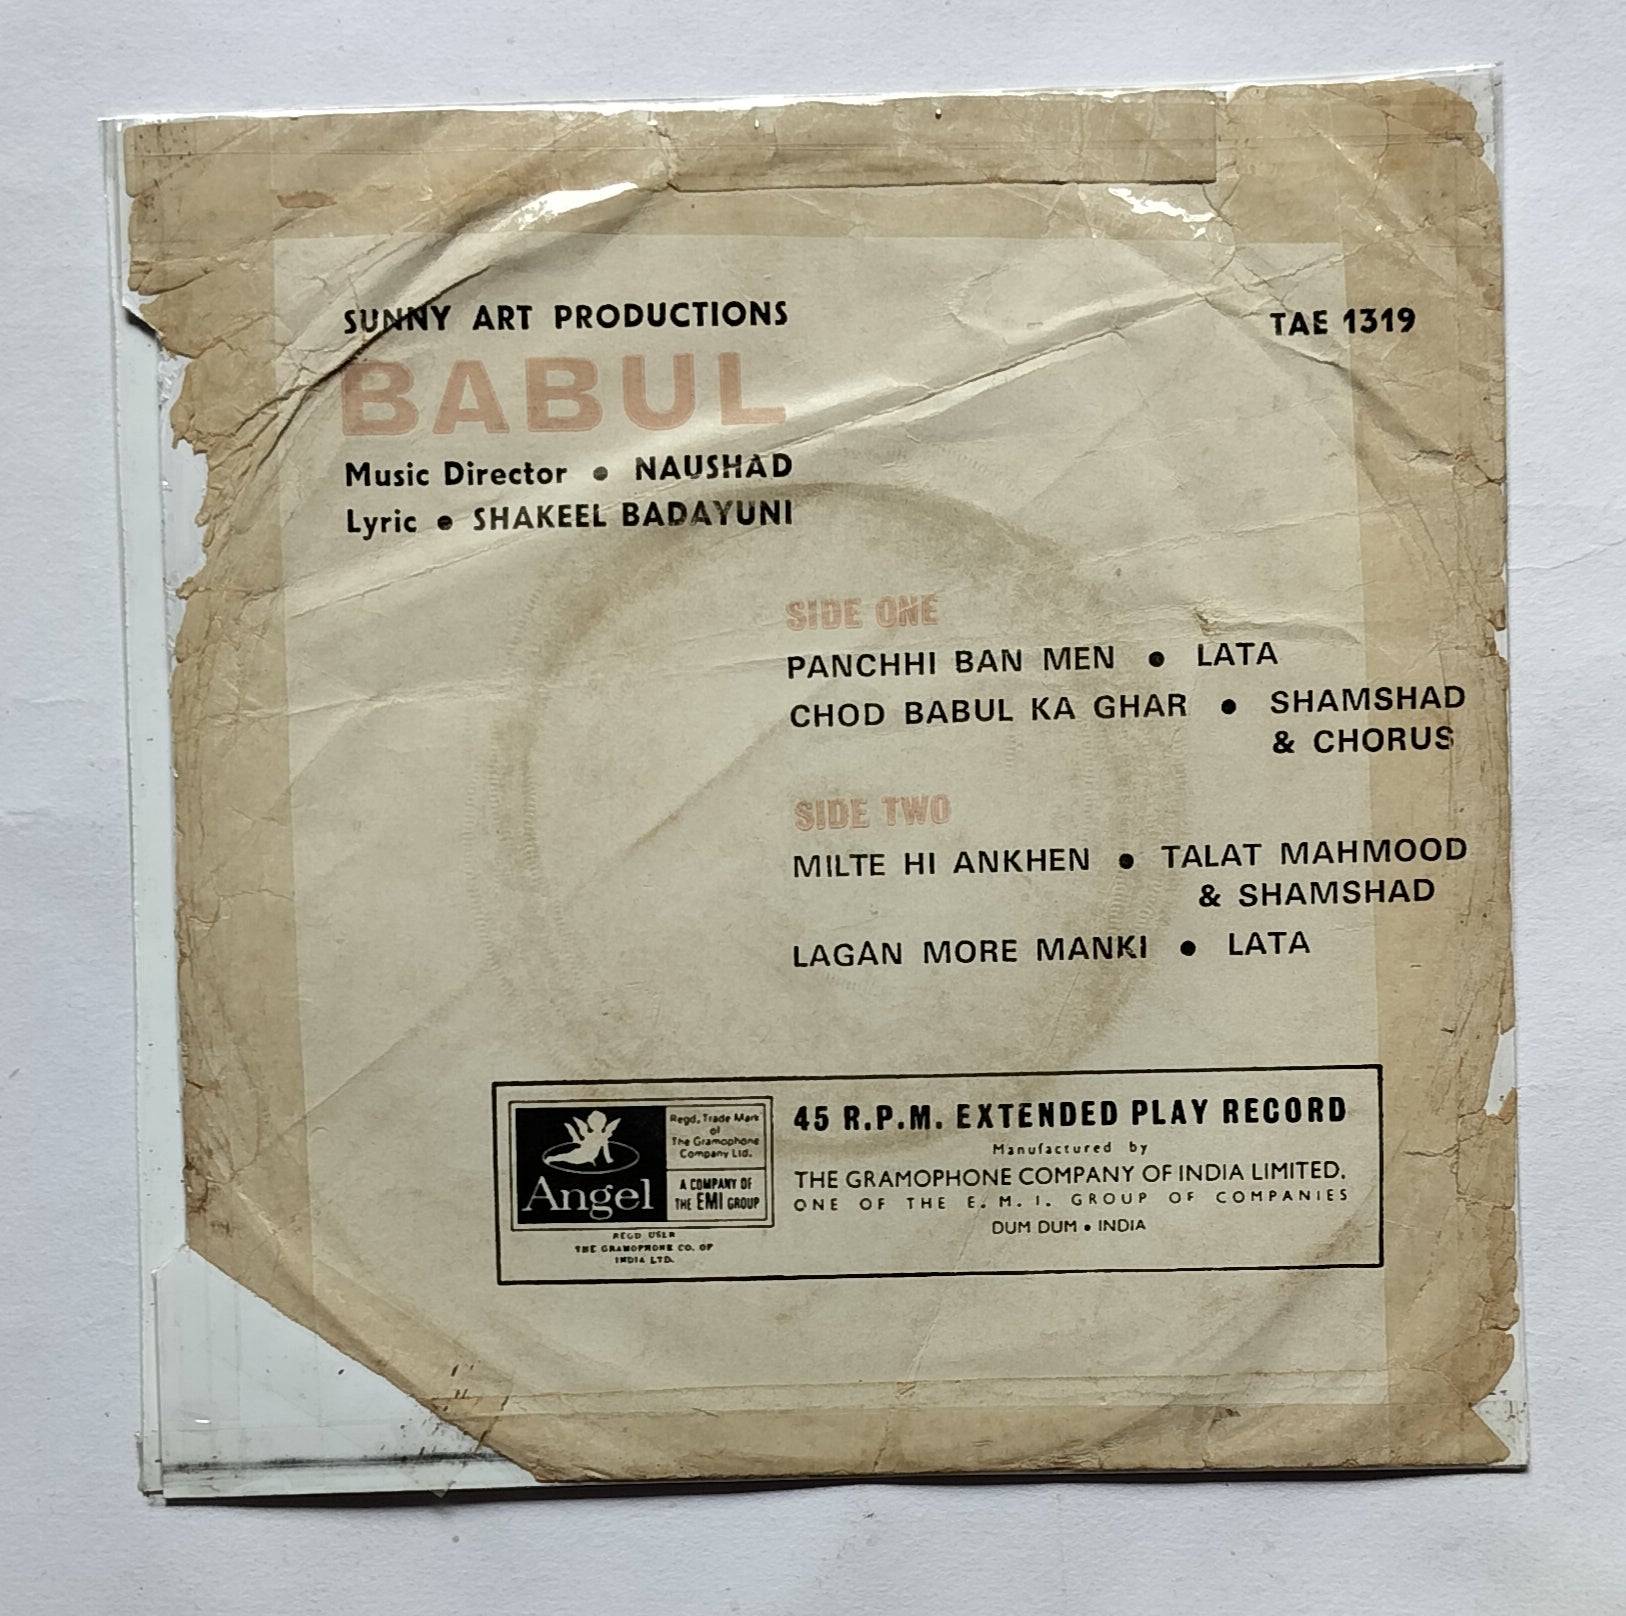 SUNNY ART PRODUCTIONS
TAE 1319
BABUL
Music Director • NAUSHAD
Lyric • SHAKEEL BADAYUNI
SIDE ONE
PANCHHI BAN MEN • LATA
CHOD BABUL KA GHAR • SHAMSHAD
& CHORUS
SIDE TWO
MILTE HI ANKHEN • TALAT MAHMOOD
& SHAMSHAD
LAGAN MORE MANKI • LATA
Angel
Regd. Trade Mark
of
The Gramophone
Company Ltd.
A COMPANY OF
THE EMI GROUP
REGD USER
THE GRAMOPHONE CO. OF
INDIA LTD.
45 R.P.M. EXTENDED PLAY RECORD
Manufactured by
THE GRAMOPHONE COMPANY OF INDIA LIMITED.
ONE OF THE E. M. I. GROUP OF COMPANIES
DUM DUM • INDIA